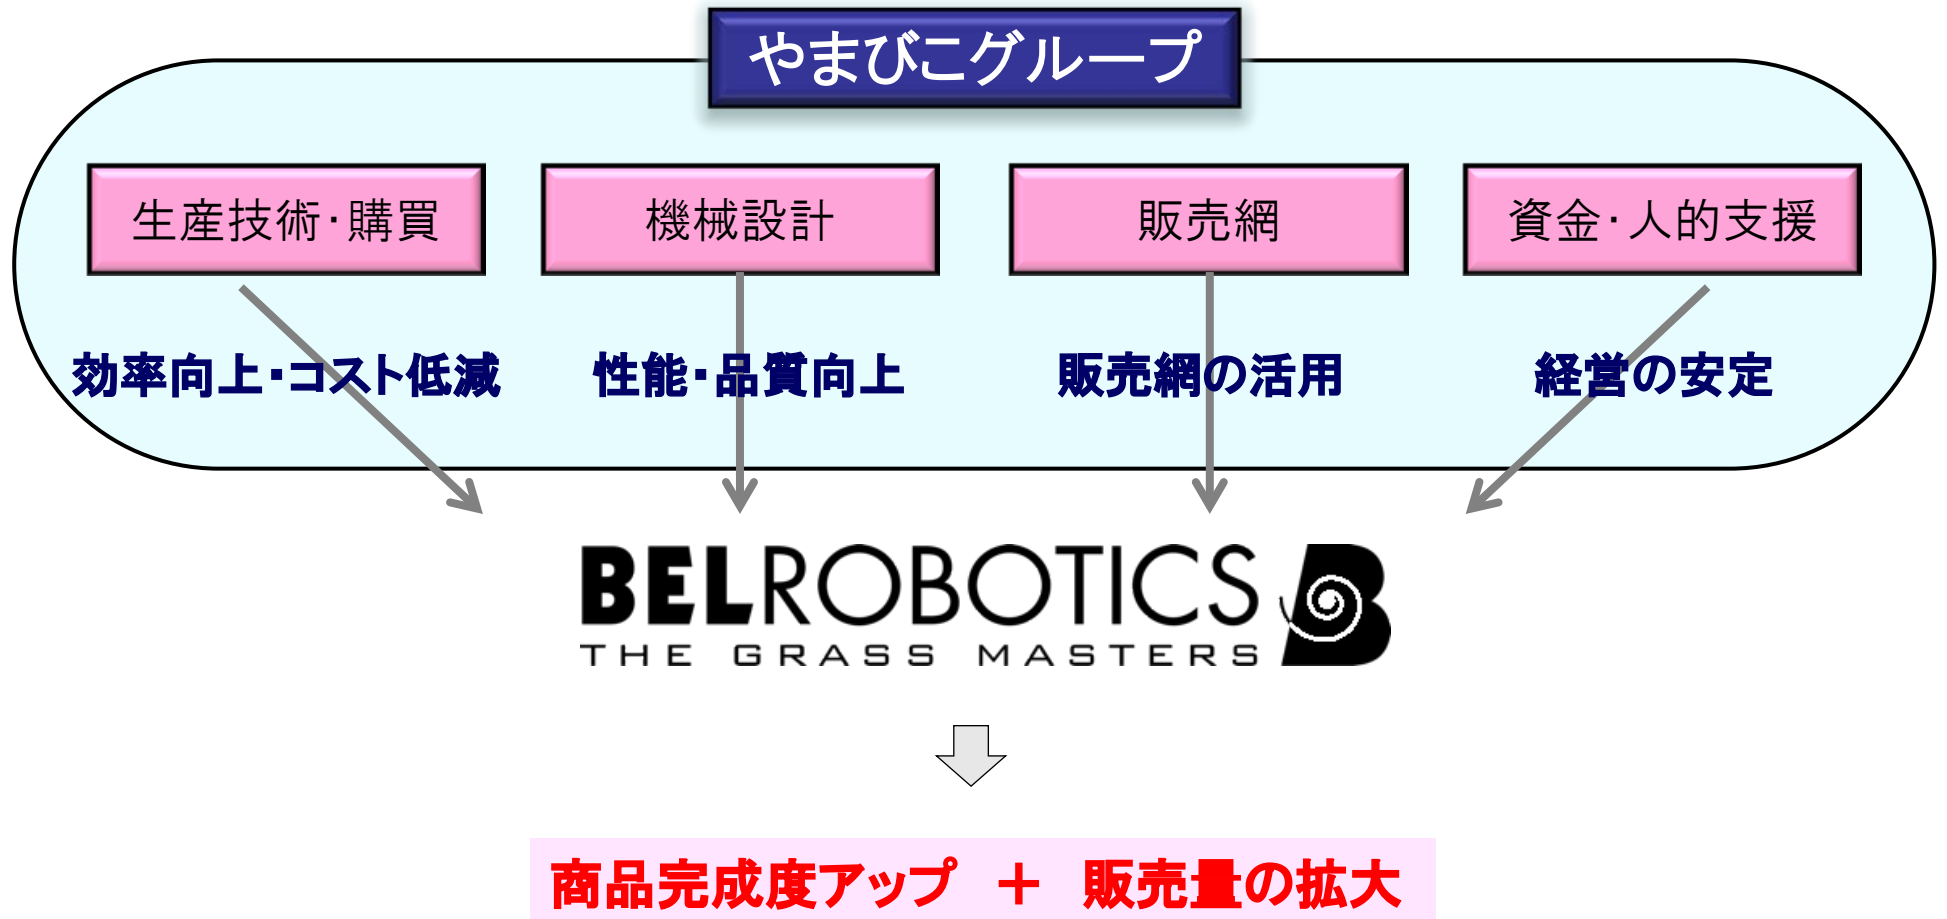 やまびこグループ
生産技術・購買
機械設計
販売網
資金・人的支援
効率向上・コスト低減
性能・品質向上
販売網の活用
経営の安定
BELROBOTICS
THE GRASS MASTERS
商品完成度アップ　＋　販売量の拡大